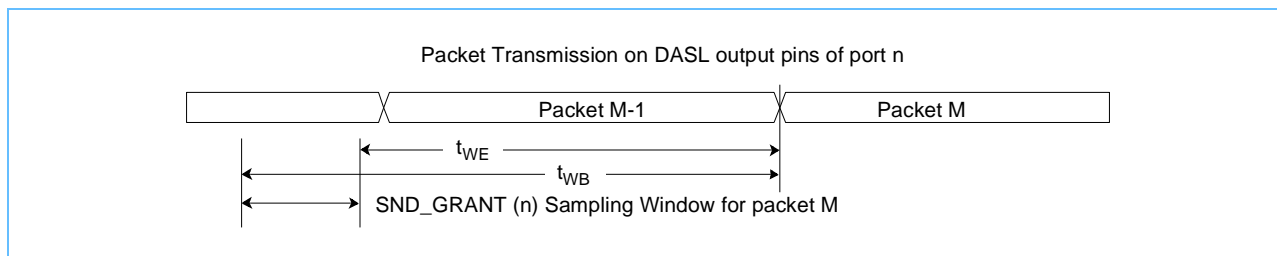 Packet Transmission on DASL output pins of port n
Packet M-1
Packet M
tWE
tWB
SND_GRANT (n) Sampling Window for packet M